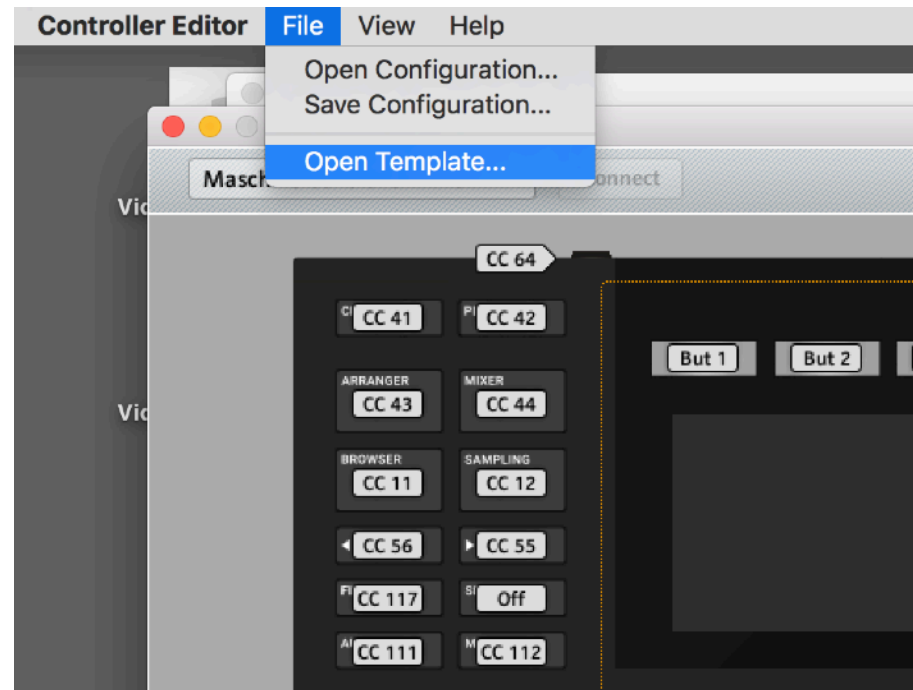 Controller Editor File View Help
Open Configuration...
Save Configuration...
Open Template...
CC 64
CC 41 CC 42
But 1 But 2
ARRANGER MIXER
CC 43 CC 44
BROWSER SAMPLING
CC 11 CC 12
CC 56 CC 55
CC 117 Off
CC 111 CC 112